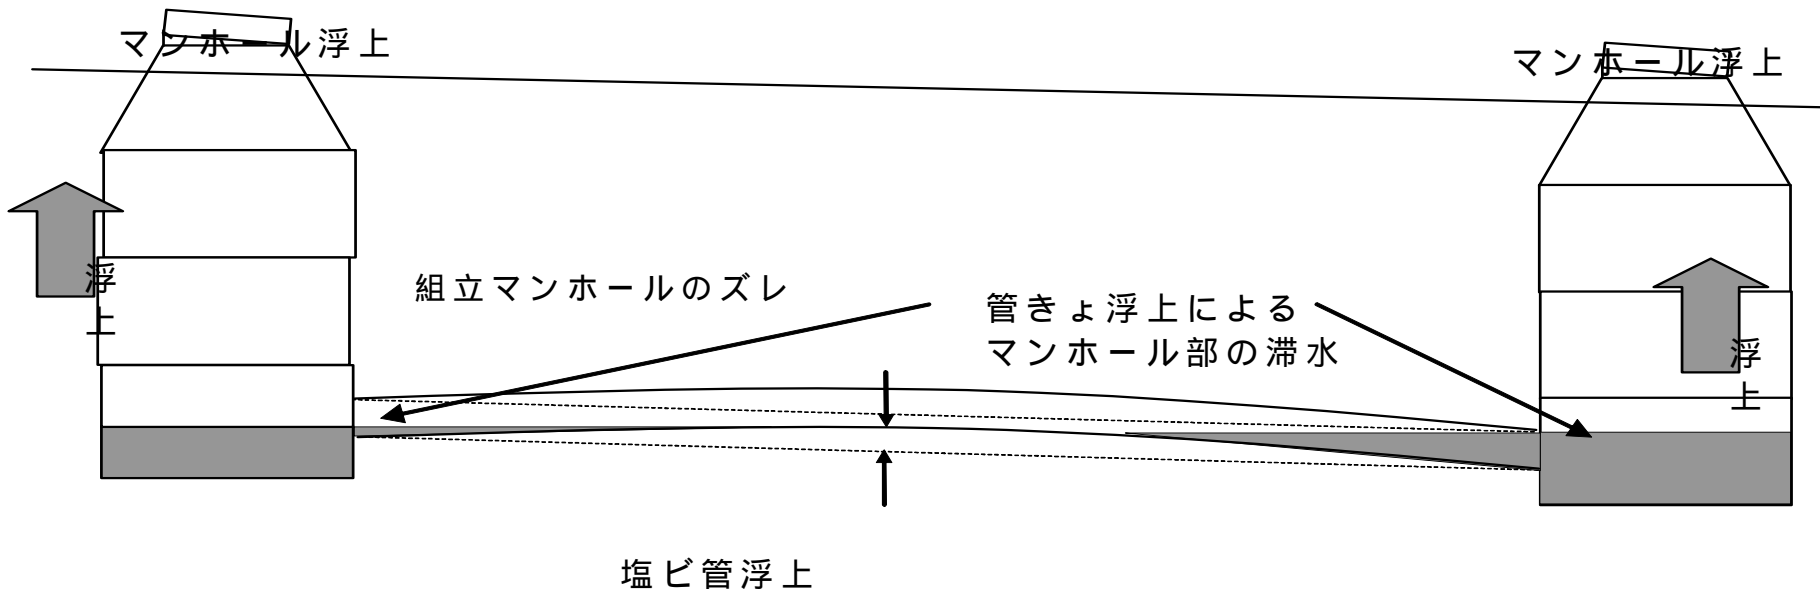 マンホール浮上
マンホール浮上
浮
上
組立マンホールのズレ
管きょ浮上による
マンホール部の滞水
浮
上
塩ビ管浮上